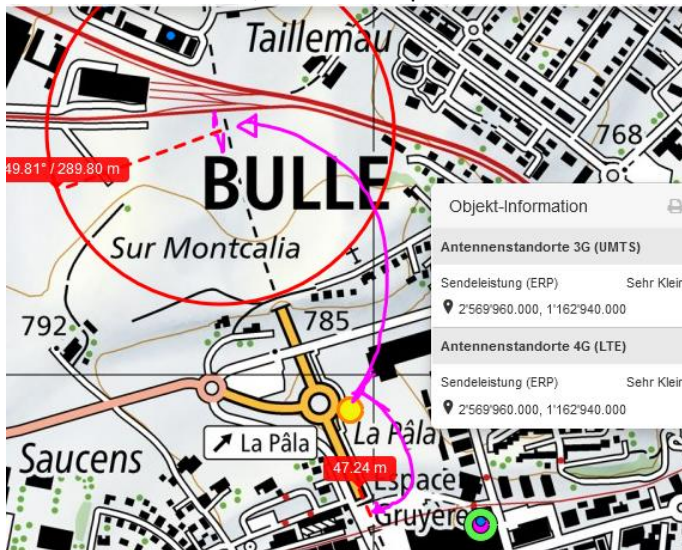 Taillemau
768
49.81° / 289.80 m
BULLE
Objekt-Information
Antennenstandorte 3G (UMTS)
Sur Montcalia
Sendeleistung (ERP) Sehr Klein
2'569'960.000, 1'162'940.000
792
785
Antennenstandorte 4G (LTE)
Sendeleistung (ERP) Sehr Klein
2'569'960.000, 1'162'940.000
La Pâla
La Pâla
Saucens
47.24 m
Espace
Gruyère